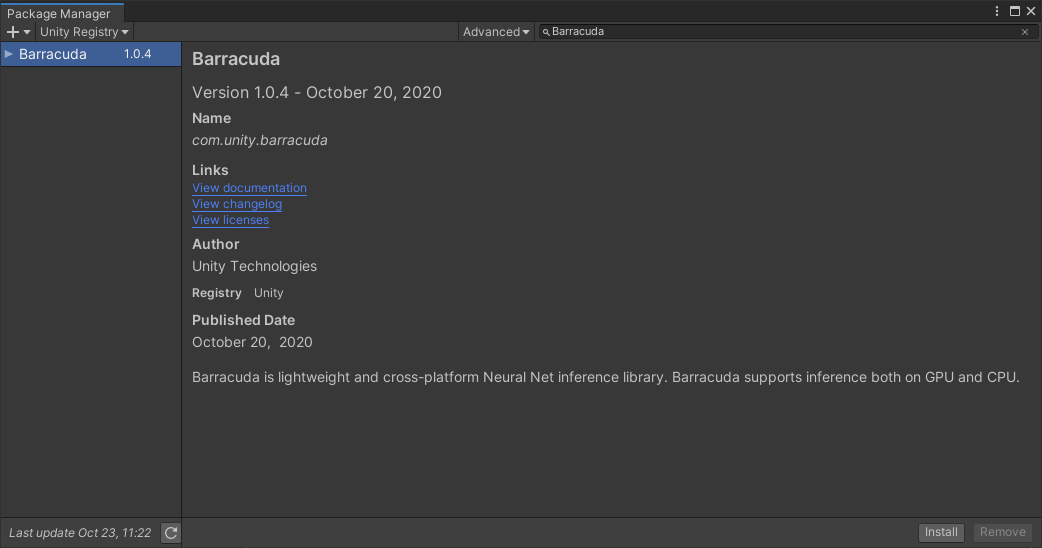 Package Manager
Unity Registry
Advanced
Barracuda
Barracuda 1.0.4
Barracuda
Version 1.0.4 - October 20, 2020
Name
com.unity.barracuda
Links
View documentation
View changelog
View licenses
Author
Unity Technologies
Registry Unity
Published Date
October 20,  2020
Barracuda is lightweight and cross-platform Neural Net inference library. Barracuda supports inference both on GPU and CPU.
Last update Oct 23, 11:22
Install Remove